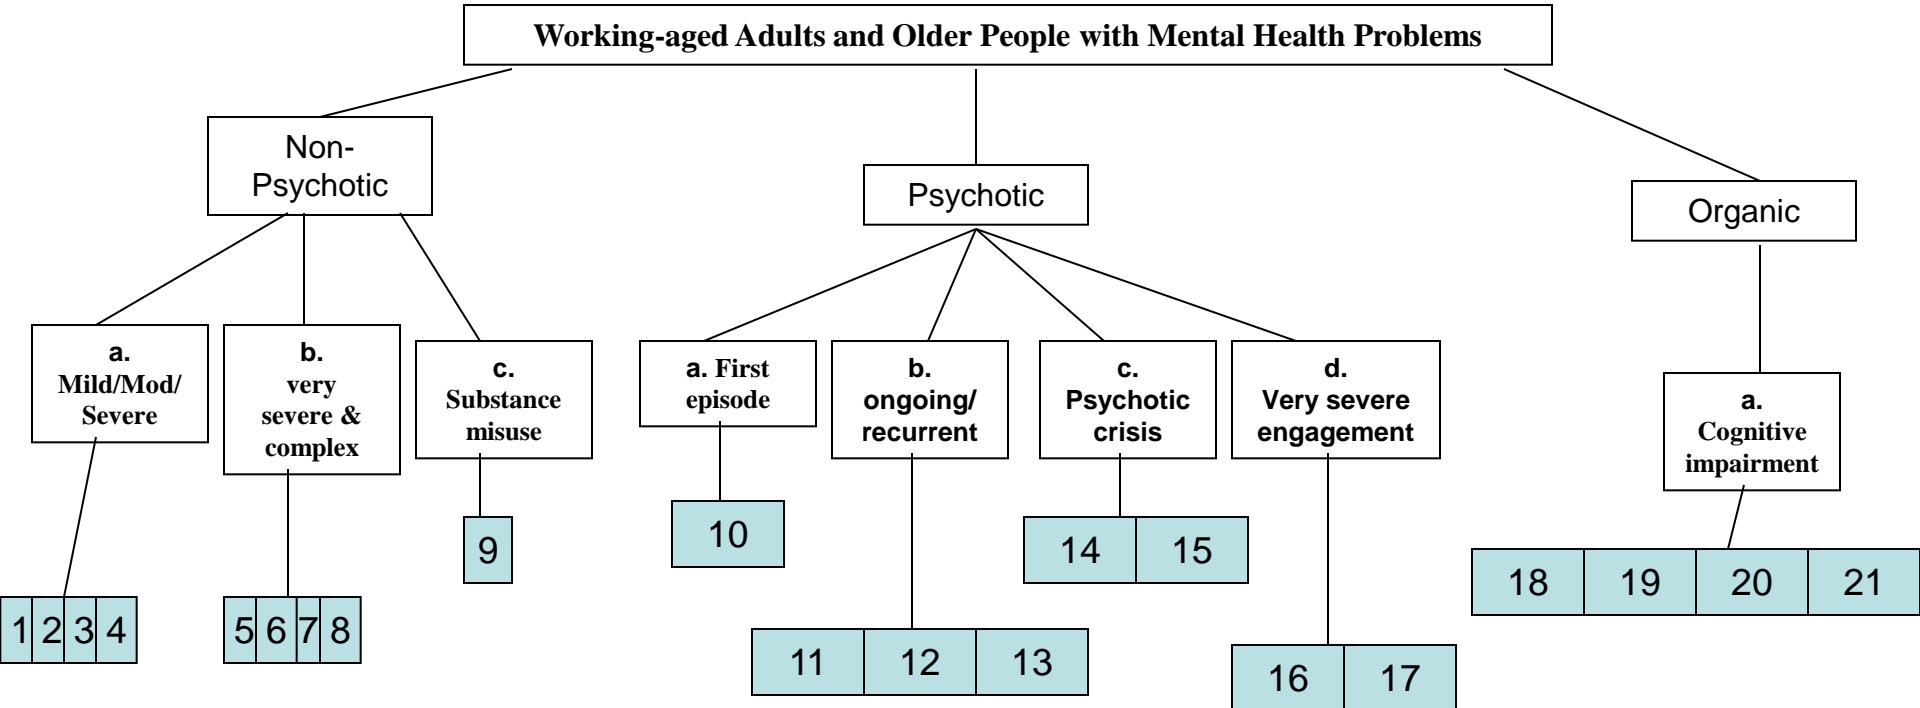 Working-aged Adults and Older People with Mental Health Problems
Non-
Psychotic
Psychotic
Organic
a.
Mild/Mod/
Severe
b.
very
severe &
complex
c.
Substance
misuse
a. First
episode
b.
ongoing/
recurrent
c.
Psychotic
crisis
d.
Very severe
engagement
a.
Cognitive
impairment
1 2 3 4
5 6 7 8
9
10
11 12 13
14 15
16 17
18 19 20 21